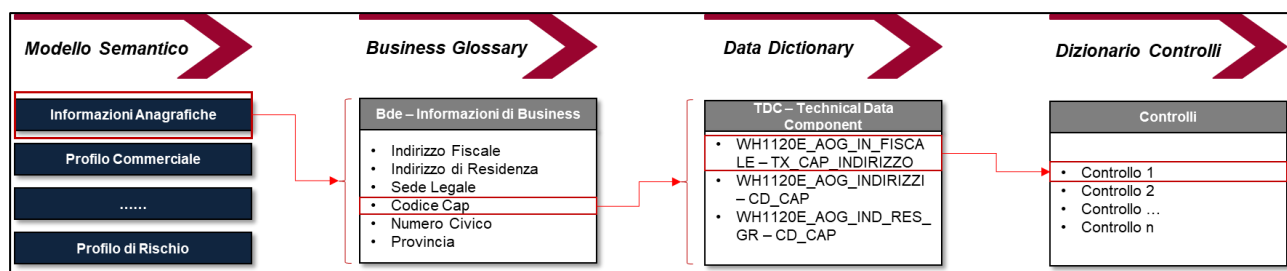 Modello Semantico
Business Glossary
Data Dictionary
Dizionario Controlli
Informazioni Anagrafiche
Profilo Commerciale
......
Profilo di Rischio
Bde – Informazioni di Business
• Indirizzo Fiscale
• Indirizzo di Residenza
• Sede Legale
• Codice Cap
• Numero Civico
• Provincia
TDC – Technical Data
Component
• WH1120E_AOG_IN_FISCA
LE – TX_CAP_INDIRIZZO
• WH1120E_AOG_INDIRIZZI
– CD_CAP
• WH1120E_AOG_IND_RES_
GR – CD_CAP
Controlli
• Controllo 1
• Controllo 2
• Controllo ...
• Controllo n